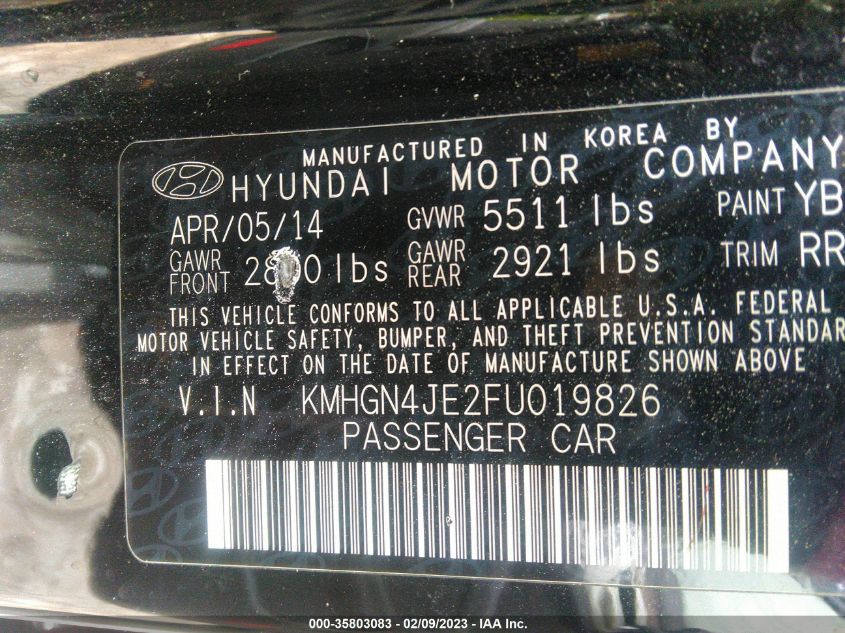 MANUFACTURED IN KOREA BY
HYUNDAI MOTOR COMPANY
APR/05/14 GVWR 5511 lbs PAINT YB
GAWR FRONT lbs GAWR REAR 2921 lbs TRIM RR
THIS VEHICLE CONFORMS TO ALL APPLICABLE U.S.A. FEDERAL
MOTOR VEHICLE SAFETY, BUMPER, AND THEFT PREVENTION STANDAR
IN EFFECT ON THE DATE OF MANUFACTURE SHOWN ABOVE
V.I.N KMHGN4JE2FU019826
PASSENGER CAR
000-35803083 - 02/09/2023 - IAA Inc.